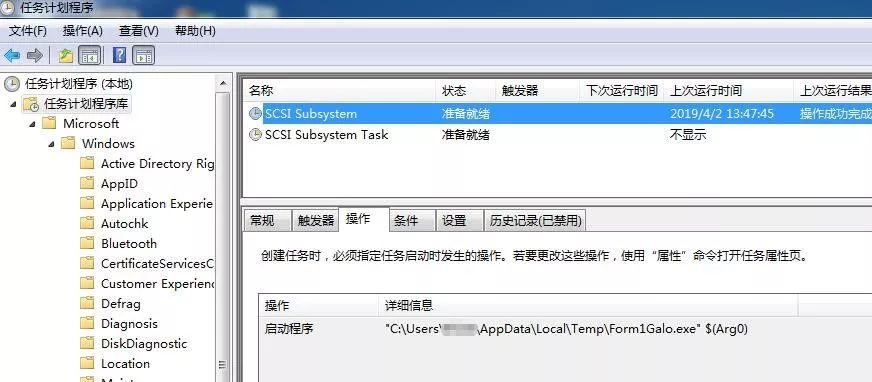 任务计划程序
文件(F) 操作(A) 查看(V) 帮助(H)
任务计划程序 (本地)
任务计划程序库
Microsoft
Windows
Active Directory Rig
AppID
Application Experie
Autochk
Bluetooth
CertificateServicesC
Customer Experienc
Defrag
Diagnosis
DiskDiagnostic
Location
名称 状态 触发器 下次运行时间 上次运行时间 上次运行结果
SCSI Subsystem 准备就绪 2019/4/2 13:47:45 操作成功完成
SCSI Subsystem Task 准备就绪 不显示
常规 触发器 操作 条件 设置 历史记录(已禁用)
创建任务时，必须指定任务启动时发生的操作。若要更改这些操作，使用“属性”命令打开任务属性页。
操作 详细信息
启动程序 "C:\Users\ \AppData\Local\Temp\Form1Galo.exe" $(Arg0)